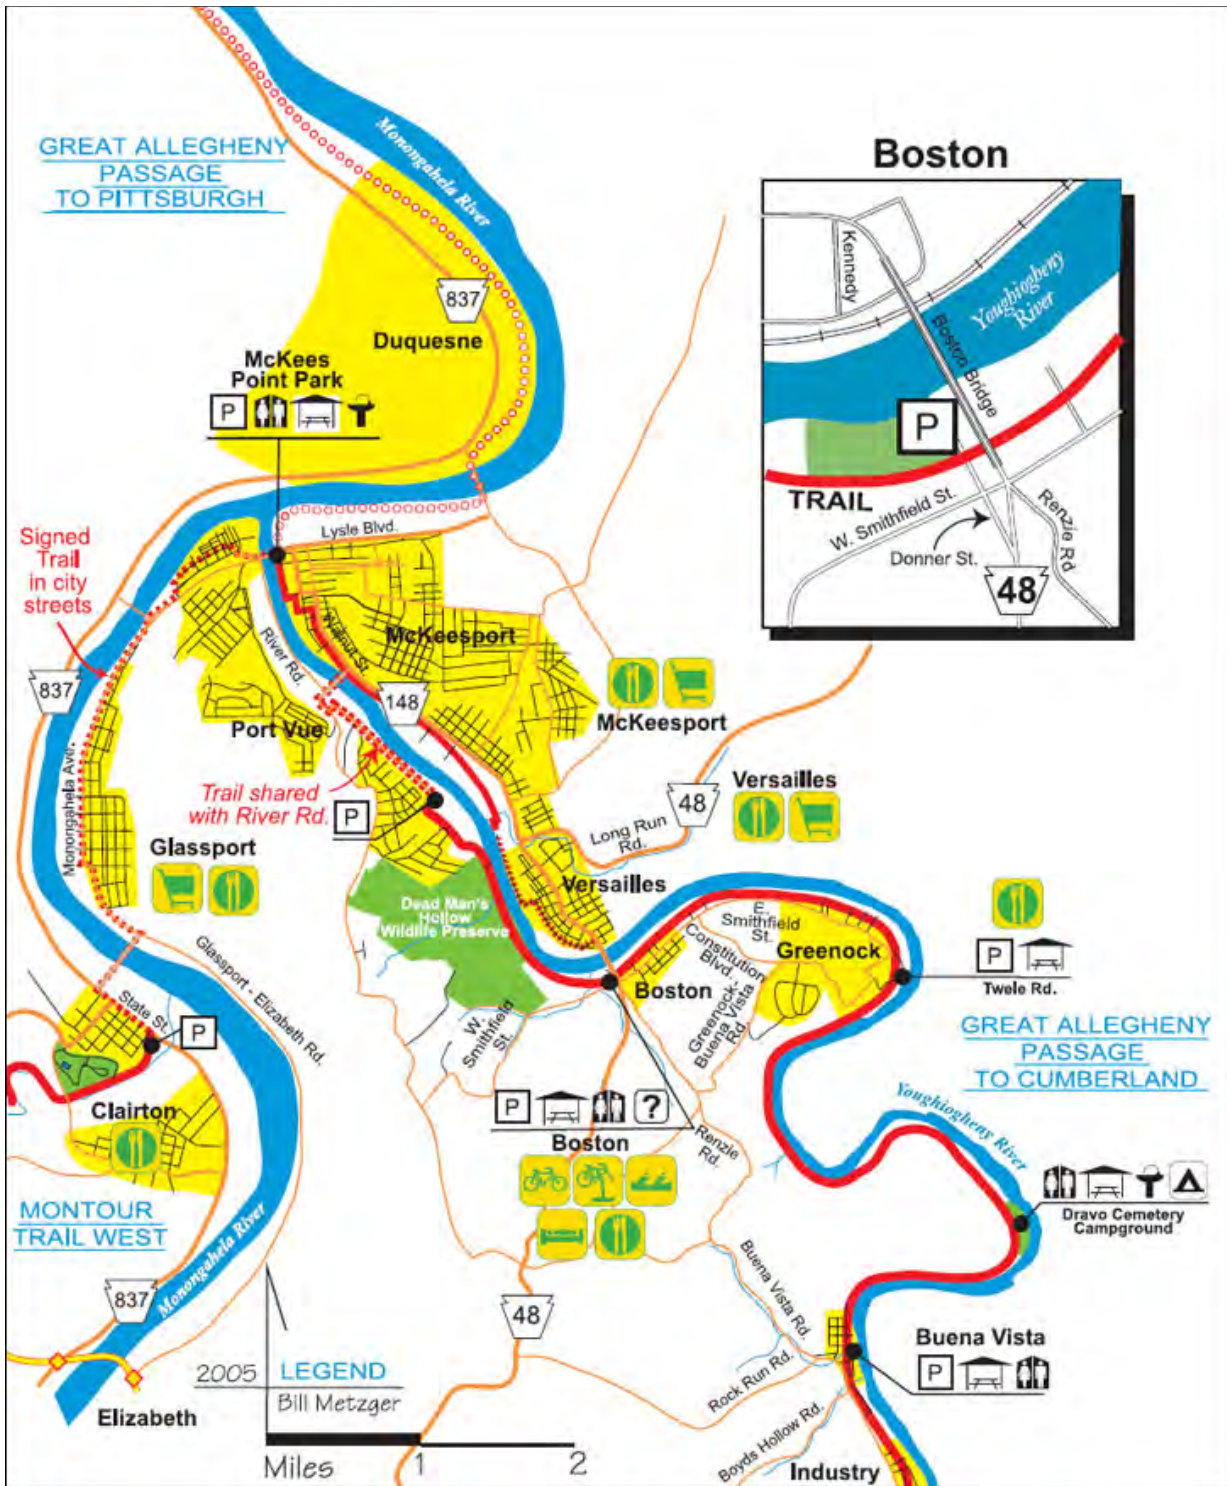 GREAT ALLEGHENY
PASSAGE
TO PITTSBURGH
Monongahela River
837
Duquesne
McKees
Point Park
P
Lysle Blvd.
Signed
Trail
in city
streets
837
River Rd.
Walnut St.
McKeesport
148
Port Vue
McKeesport
Trail shared
with River Rd.
P
Monongahela Ave.
Glassport
48
Versailles
Long Run
Rd.
Versailles
Dead Man's
Hollow
Wildlife Preserve
E.
Smithfield
St.
Constitution
Blvd.
Greenock
Greenock-
Buena Vista
Rd.
Boston
W.
Smithfield
St.
P
Twele Rd.
GREAT ALLEGHENY
PASSAGE
TO CUMBERLAND
Glassport - Elizabeth Rd.
State St.
P
Clairton
MONTOUR
TRAIL WEST
Monongahela River
837
Elizabeth
P
?
Boston
Renzie
Rd.
Youghiogheny River
Dravo Cemetery
Campground
48
Buena Vista Rd.
Rock Run Rd.
Boyds Hollow Rd.
Buena Vista
P
Industry
2005
LEGEND
Bill Metzger
Miles
1
2
Boston
Kennedy
Boston Bridge
Youghiogheny
River
P
TRAIL
W. Smithfield St.
Donner St.
Renzie Rd
48